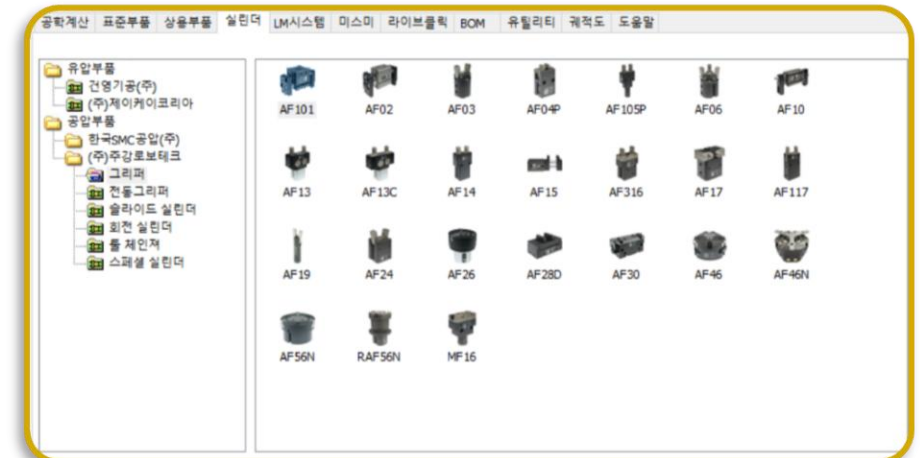 공학계산 표준부품 상용부품 실린더 LM시스템 미스미 라이브클릭 BOM 유틸리티 궤적도 도움말
유압부품
건영기공(주)
(주)제이케이코리아
공압부품
한국SMC공압(주)
(주)주강로보테크
그리퍼
전동그리퍼
슬라이드 실린더
회전 실린더
툴 체인져
스페셜 실린더
AF101 AF02 AF03 AF04P AF105P AF06 AF10
AF13 AF13C AF14 AF15 AF316 AF17 AF117
AF19 AF24 AF26 AF28D AF30 AF46 AF46N
AF56N RAF56N MF16